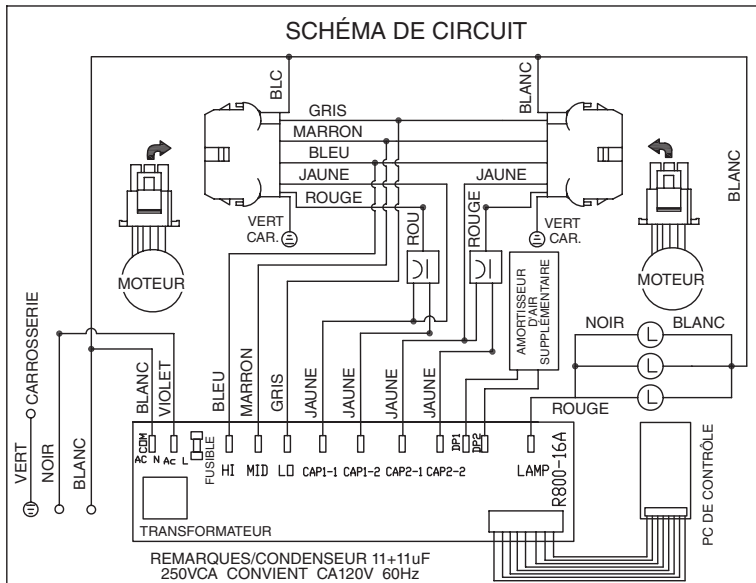 SCHÉMA DE CIRCUIT
BLC
BLANC
GRIS
MARRON
BLEU
JAUNE
JAUNE
ROUGE
ROU
ROUGE
BLANC
VERT
CAR.
VERT
CAR.
MOTEUR
MOTEUR
AMORTISSEUR
D'AIR
SUPPLÉMENTAIRE
NOIR
BLANC
L
L
L
ROUGE
CARROSSERIE
VERT
NOIR
BLANC
BLANC
VIOLET
BLEU
MARRON
GRIS
JAUNE
JAUNE
JAUNE
JAUNE
COM
AC N
Ac L
FUSIBLE
HI
MID
LO
CAP1-1
CAP1-2
CAP2-1
CAP2-2
DP1
DP2
LAMP
R800-16A
PC DE CONTRÔLE
TRANSFORMATEUR
REMARQUES/CONDENSEUR 11+11uF
250VCA CONVIENT CA120V 60Hz